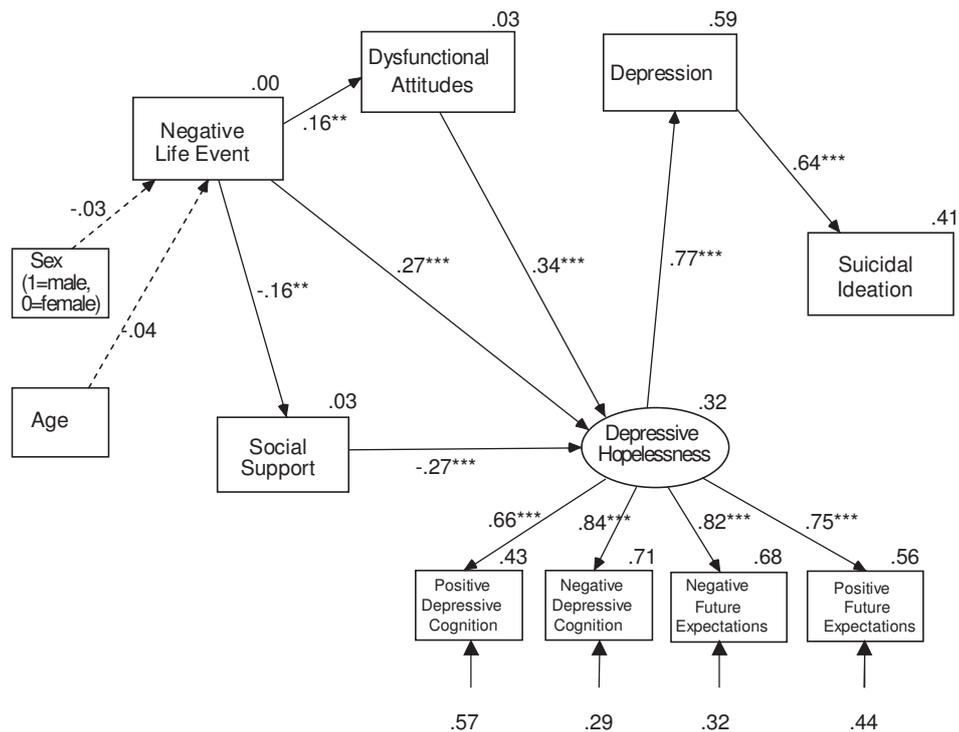 .03
.59
.00
Dysfunctional
Attitudes
Depression
.16**
Negative
Life Event
.64***
-.03
.41
Sex
(1=male,
0=female)
.27***
.34***
.77***
Suicidal
Ideation
-.16**
-.04
.03
.32
Age
Social
Support
Depressive
Hopelessness
-.27***
.66***
.84***
.82***
.75***
.43
.71
.68
.56
Positive
Depressive
Cognition
Negative
Depressive
Cognition
Negative
Future
Expectations
Positive
Future
Expectations
.57
.29
.32
.44